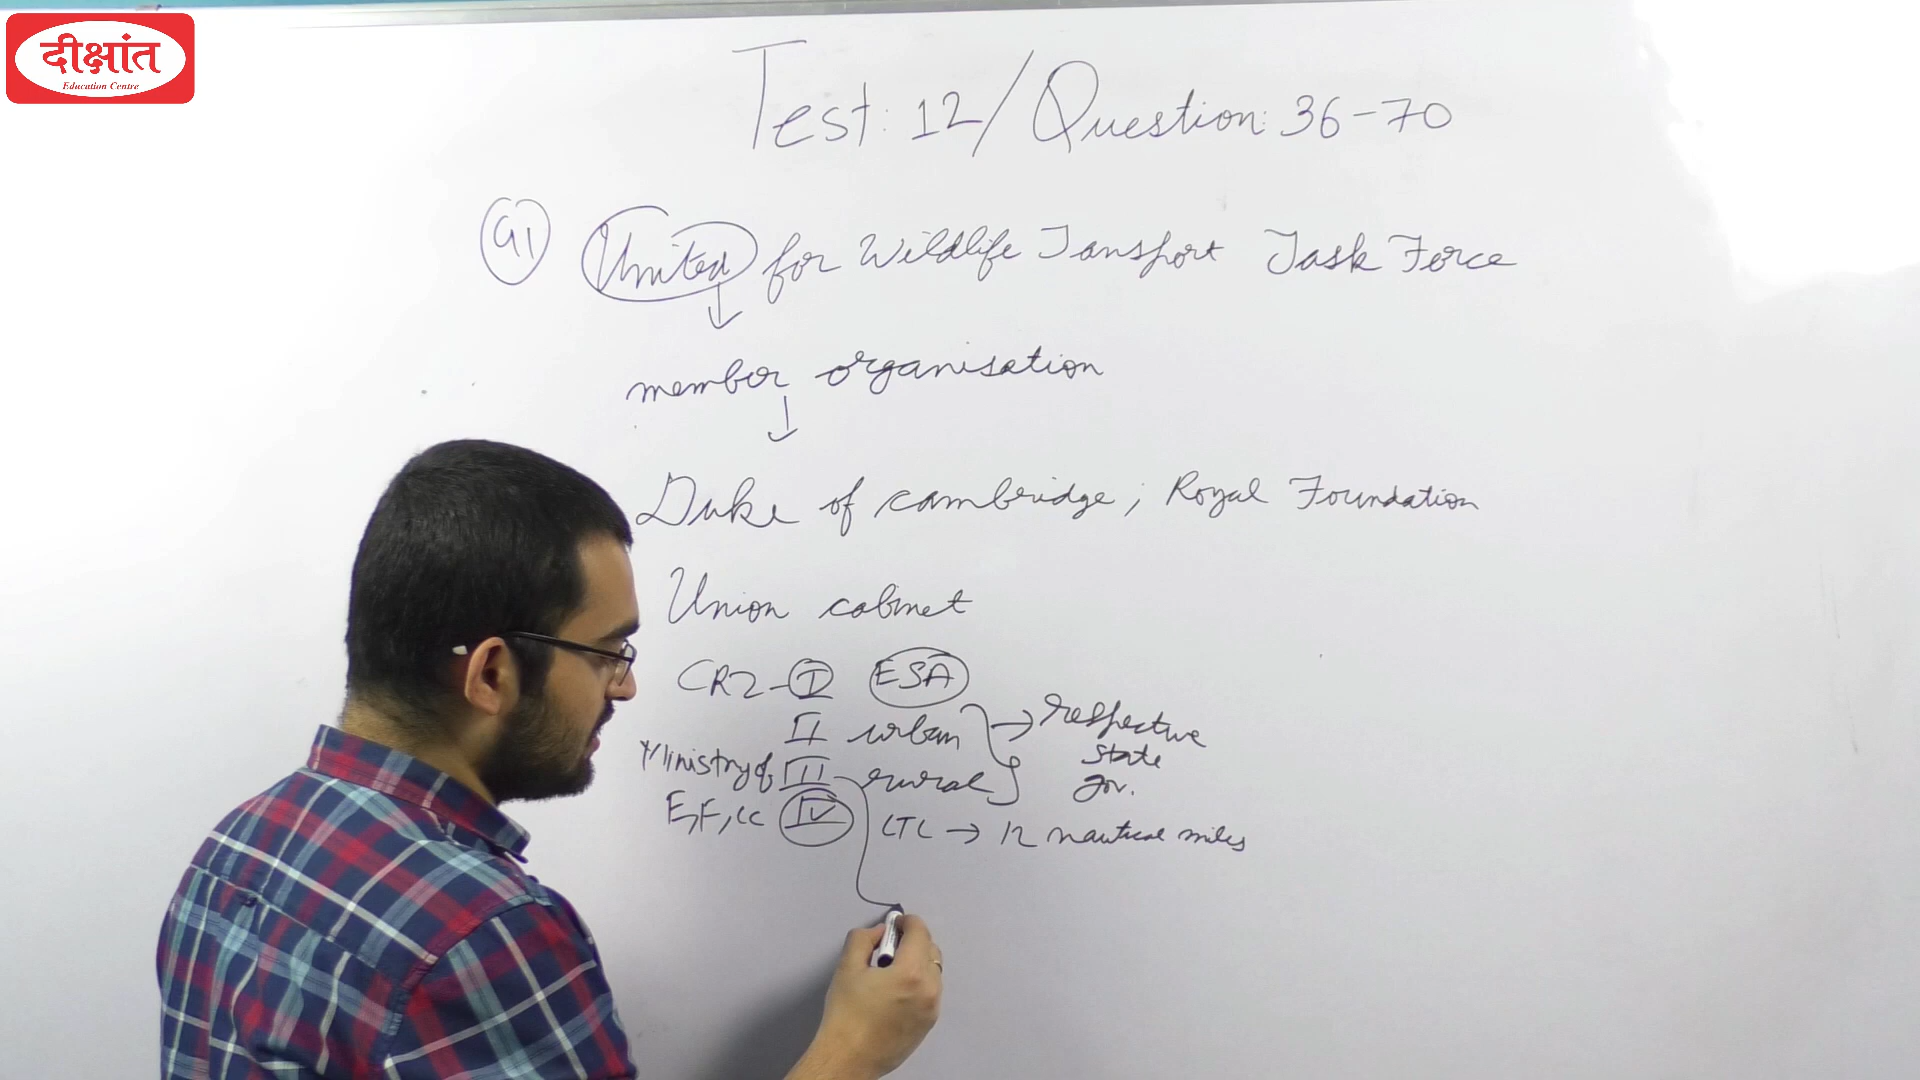 दीक्षांत
Education Centre
Test: 12/Question: 36-70
Q1 United for Wildlife Tansport Task Force
member organisation
Duke of cambridge; Royal Foundation
Union cabinet
CRZ-I ESA
II urban → respective
State
Gov.
Ministry of III rural
E,F,CC IV LTL → 12 nautical miles